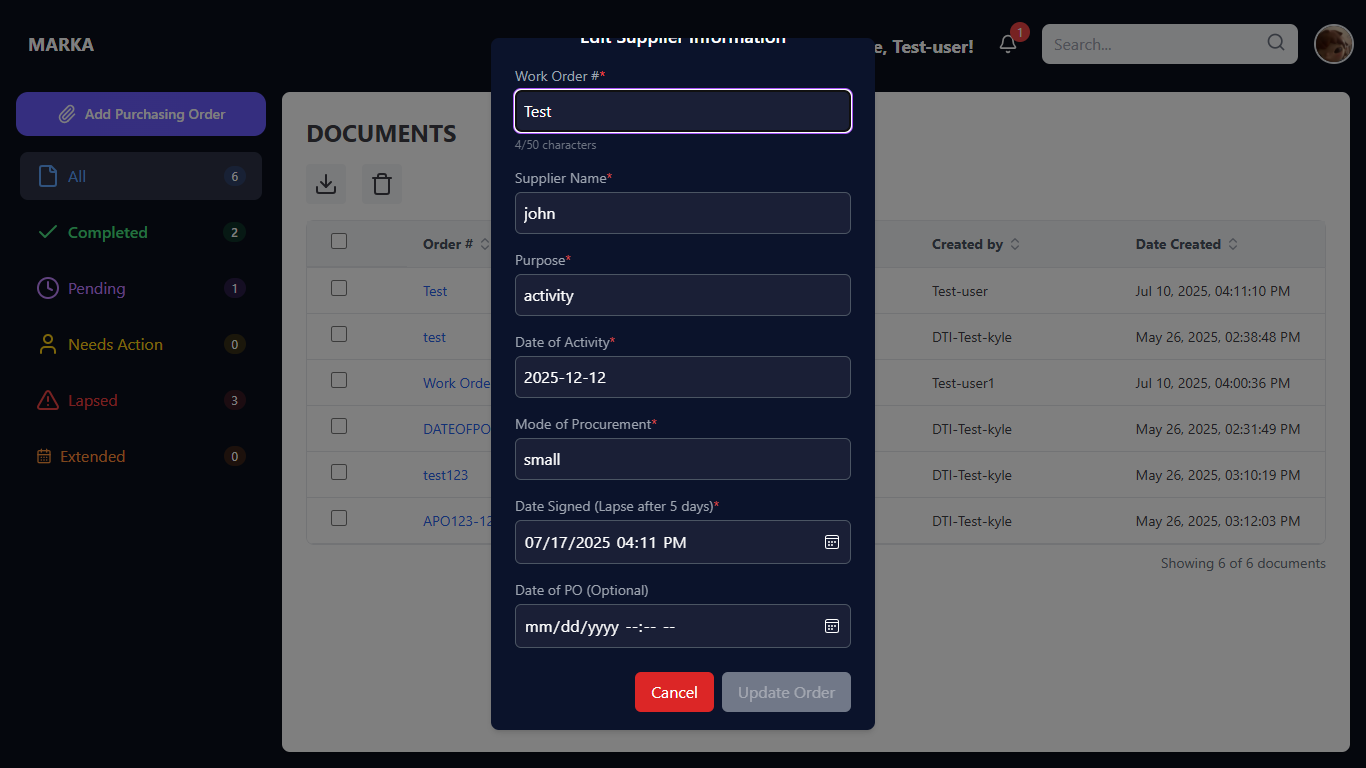 MARKA
e, Test-user!
1
Search...
Add Purchasing Order
All 6
Completed 2
Pending 1
Needs Action 0
Lapsed 3
Extended 0
DOCUMENTS
Order # Created by Date Created
Test Test-user Jul 10, 2025, 04:11:10 PM
test DTI-Test-kyle May 26, 2025, 02:38:48 PM
Work Orde Test-user1 Jul 10, 2025, 04:00:36 PM
DATEOFPO DTI-Test-kyle May 26, 2025, 02:31:49 PM
test123 DTI-Test-kyle May 26, 2025, 03:10:19 PM
APO123-12 DTI-Test-kyle May 26, 2025, 03:12:03 PM
Showing 6 of 6 documents
Edit Supplier Information
Work Order #*
Test
4/50 characters
Supplier Name*
john
Purpose*
activity
Date of Activity*
2025-12-12
Mode of Procurement*
small
Date Signed (Lapse after 5 days)*
07/17/2025 04:11 PM
Date of PO (Optional)
mm/dd/yyyy --:-- --
Cancel
Update Order